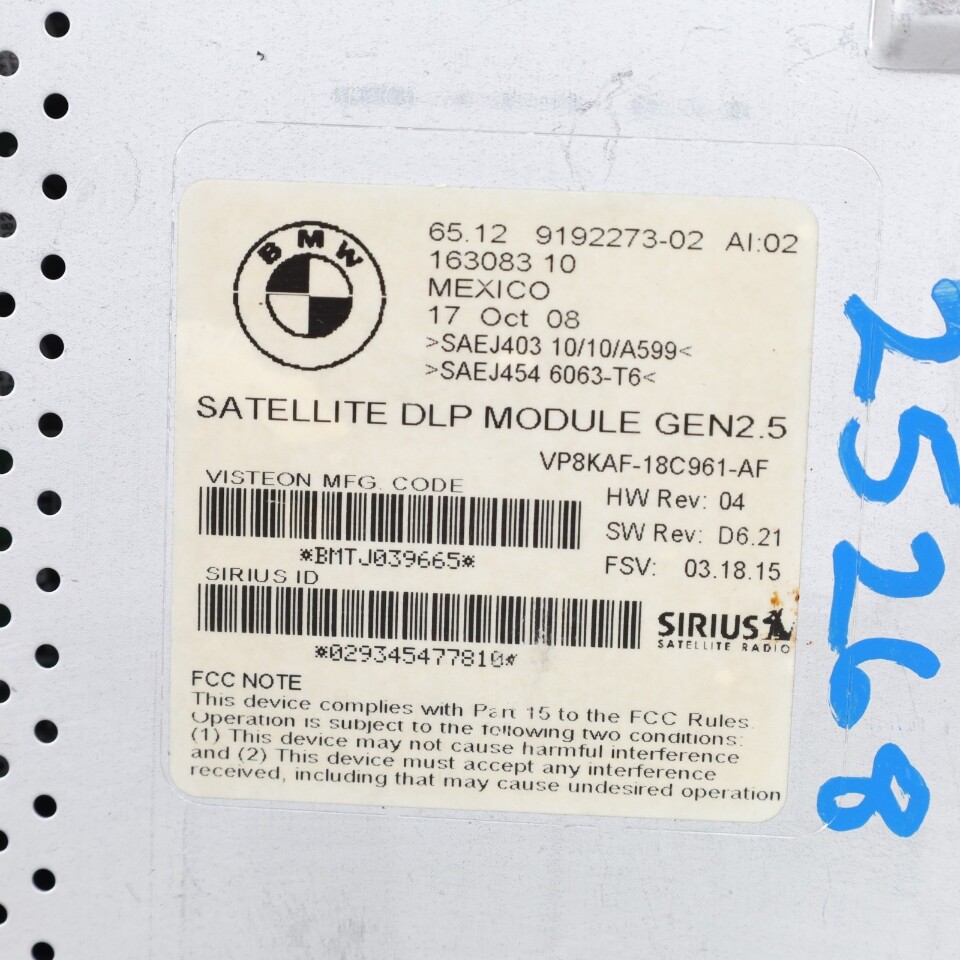 BMW
65.12 9192273-02 AI:02
163083 10
MEXICO
17 Oct 08
>SAEJ403 10/10/A599<
>SAEJ454 6063-T6<
SATELLITE DLP MODULE GEN2.5
VP8KAF-18C961-AF
VISTEON MFG. CODE
HW Rev: 04
*BMTJ039665*
SW Rev: D6.21
SIRIUS ID
FSV: 03.18.15
*029345477810*
SIRIUS
SATELLITE RADIO
FCC NOTE
This device complies with Part 15 to the FCC Rules.
Operation is subject to the following two conditions:
(1) This device may not cause harmful interference
and (2) This device must accept any interference
received, including that may cause undesired operation
25268